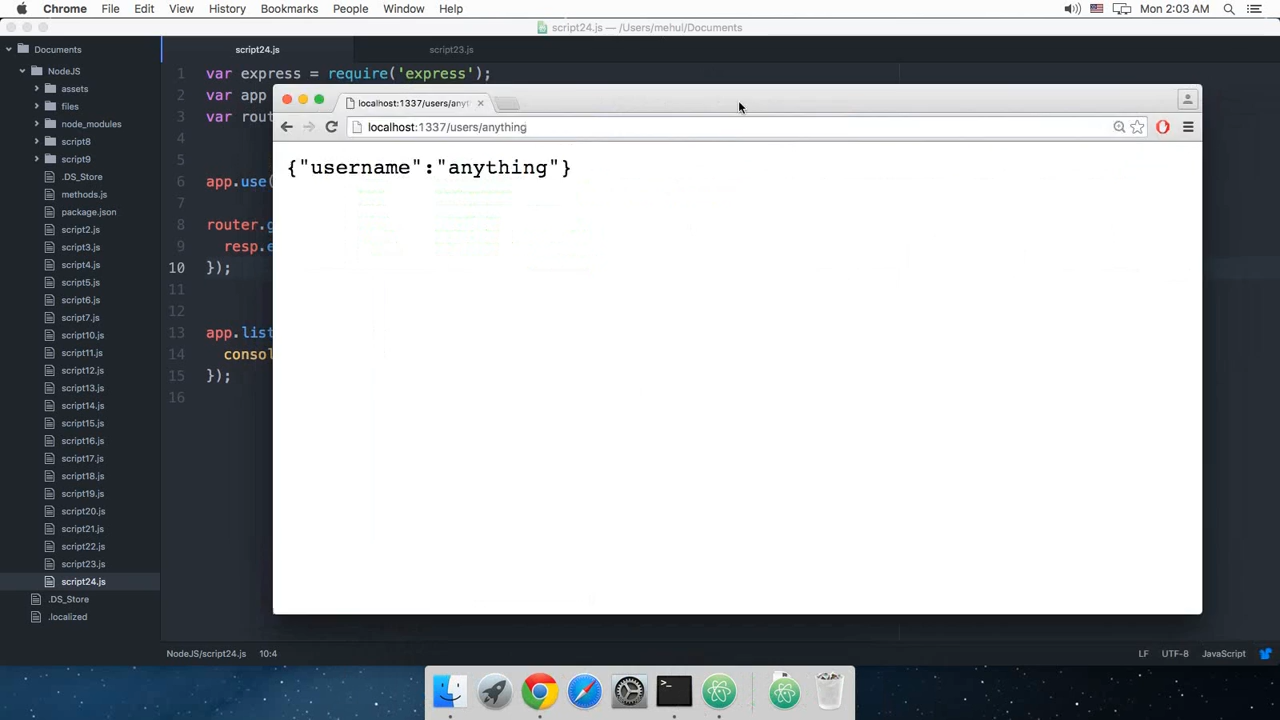 Chrome File Edit View History Bookmarks People Window Help Mon 2:03 AM
script24.js — /Users/mehul/Documents
Documents
NodeJS
assets
files
node_modules
script8
script9
.DS_Store
methods.js
package.json
script2.js
script3.js
script4.js
script5.js
script6.js
script7.js
script10.js
script11.js
script12.js
script13.js
script14.js
script15.js
script16.js
script17.js
script18.js
script19.js
script20.js
script21.js
script22.js
script23.js
script24.js
.DS_Store
.localized
script24.js script23.js
1 var express = require('express');
2 var app
3 var rout
4
5
6 app.use(
7
8 router.g
9 resp.e
10 });
11
12
13 app.list
14 consol
15 });
16
localhost:1337/users/anyt
localhost:1337/users/anything
{"username":"anything"}
NodeJS/script24.js 10:4 LF UTF-8 JavaScript
>_